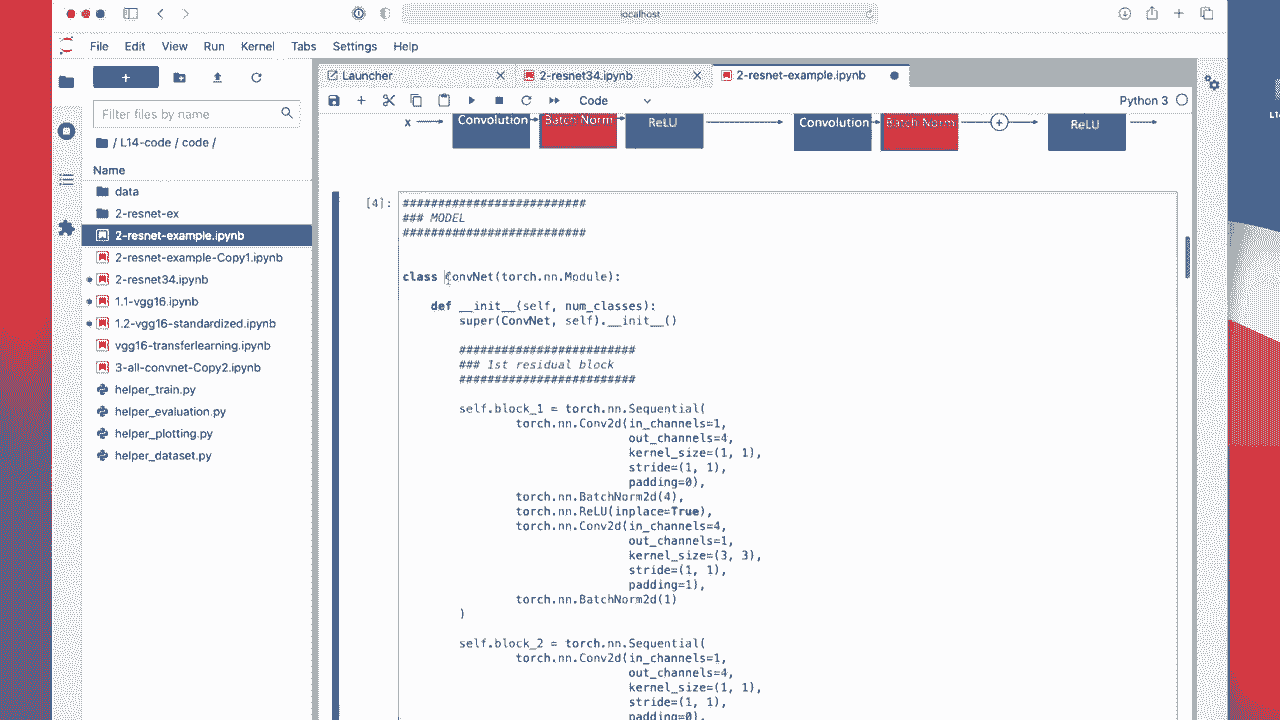 localhost
File Edit View Run Kernel Tabs Settings Help
Launcher
2-resnet34.ipynb
2-resnet-example.ipynb
Code
Python 3
Filter files by name
/ L14-code / code /
Name
data
2-resnet-ex
2-resnet-example.ipynb
2-resnet-example-Copy1.ipynb
2-resnet34.ipynb
1.1-vgg16.ipynb
1.2-vgg16-standardized.ipynb
vgg16-transferlearning.ipynb
3-all-convnet-Copy2.ipynb
helper_train.py
helper_evaluation.py
helper_plotting.py
helper_dataset.py
x Convolution Batch Norm ReLU Convolution Batch Norm + ReLU
[4]: ##########################
### MODEL
##########################
class ConvNet(torch.nn.Module):
def __init__(self, num_classes):
super(ConvNet, self).__init__()
#########################
### 1st residual block
#########################
self.block_1 = torch.nn.Sequential(
torch.nn.Conv2d(in_channels=1,
out_channels=4,
kernel_size=(1, 1),
stride=(1, 1),
padding=0),
torch.nn.BatchNorm2d(4),
torch.nn.ReLU(inplace=True),
torch.nn.Conv2d(in_channels=4,
out_channels=1,
kernel_size=(3, 3),
stride=(1, 1),
padding=1),
torch.nn.BatchNorm2d(1)
)
self.block_2 = torch.nn.Sequential(
torch.nn.Conv2d(in_channels=1,
out_channels=4,
kernel_size=(1, 1),
stride=(1, 1),
padding=0),
L14